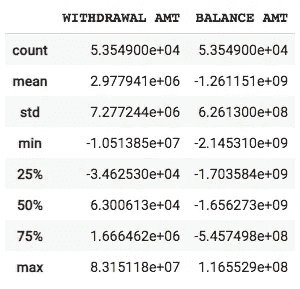 WITHDRAWAL AMT BALANCE AMT
count 5.354900e+04 5.354900e+04
mean 2.977941e+06 -1.261151e+09
std 7.277244e+06 6.261300e+08
min -1.051385e+07 -2.145310e+09
25% -3.462530e+04 -1.703584e+09
50% 6.300613e+04 -1.656273e+09
75% 1.666462e+06 -5.457498e+08
max 8.315118e+07 1.165529e+08